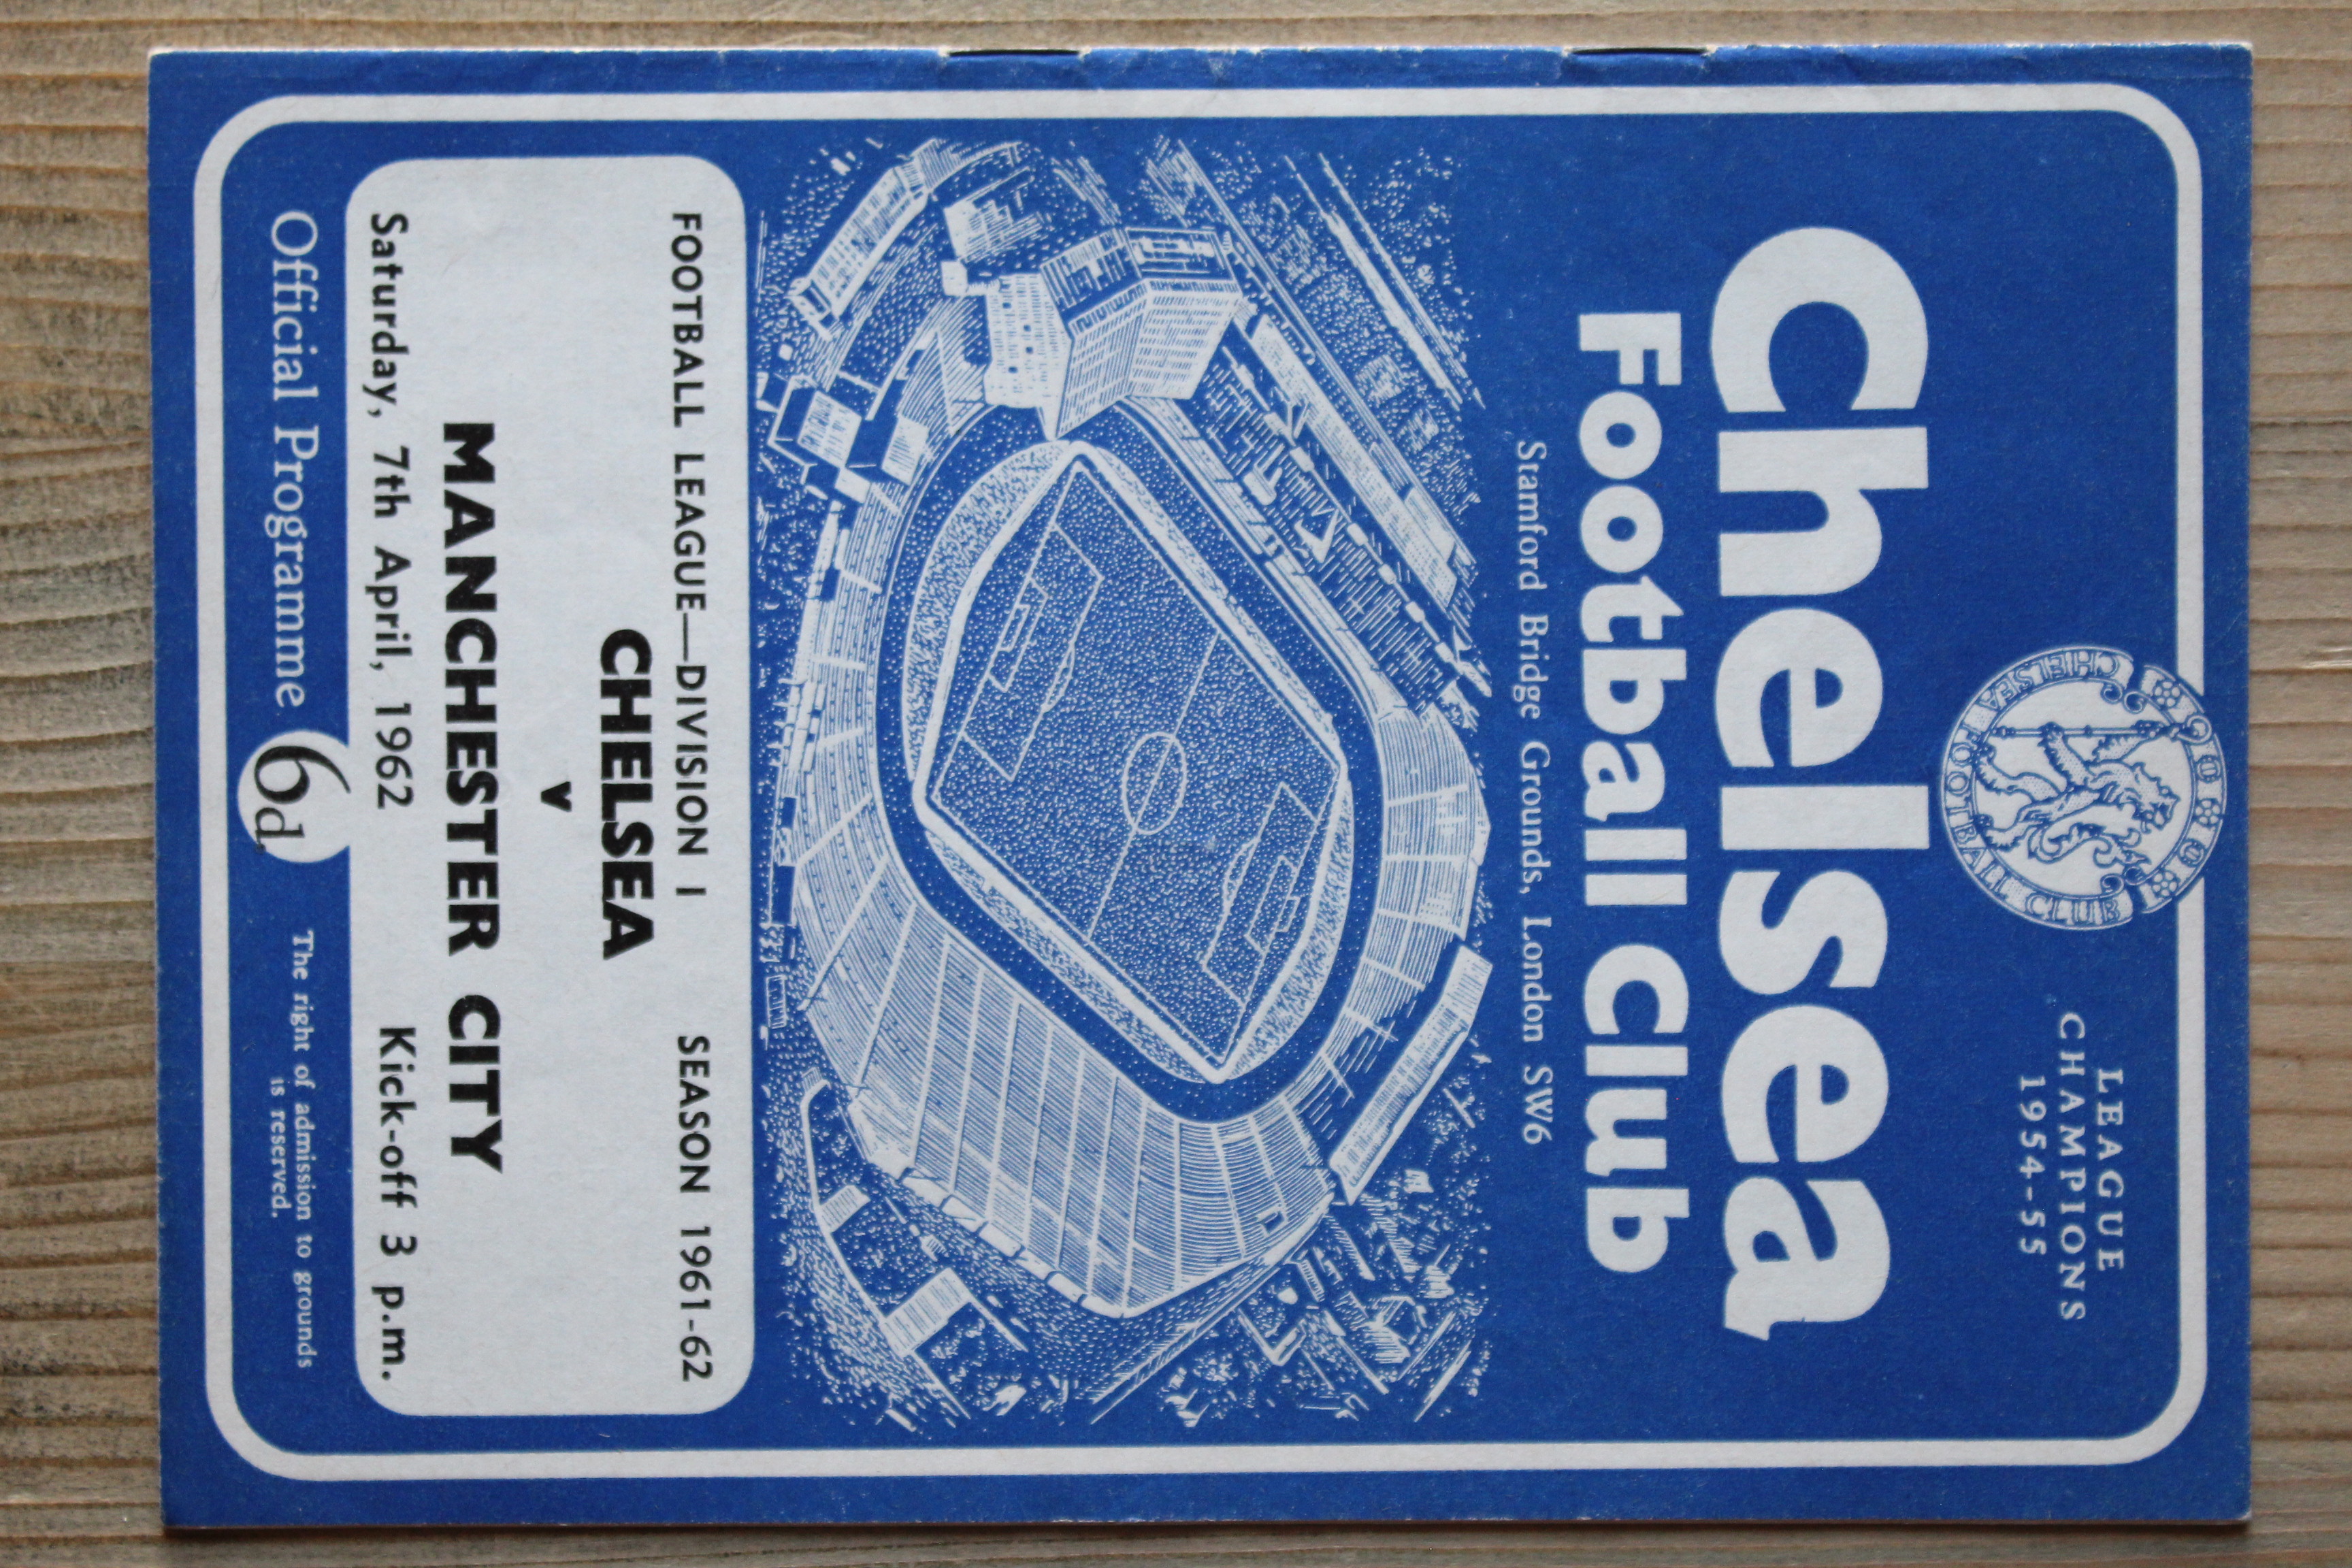 LEAGUE
CHAMPIONS
1954-55
CHELSEA FOOTBALL CLUB
Chelsea
Football Club
Stamford Bridge Grounds, London SW6
FOOTBALL LEAGUE—DIVISION I SEASON 1961-62
CHELSEA
v
MANCHESTER CITY
Saturday, 7th April, 1962 Kick-off 3 p.m.
Official Programme 6d.
The right of admission to grounds
is reserved.